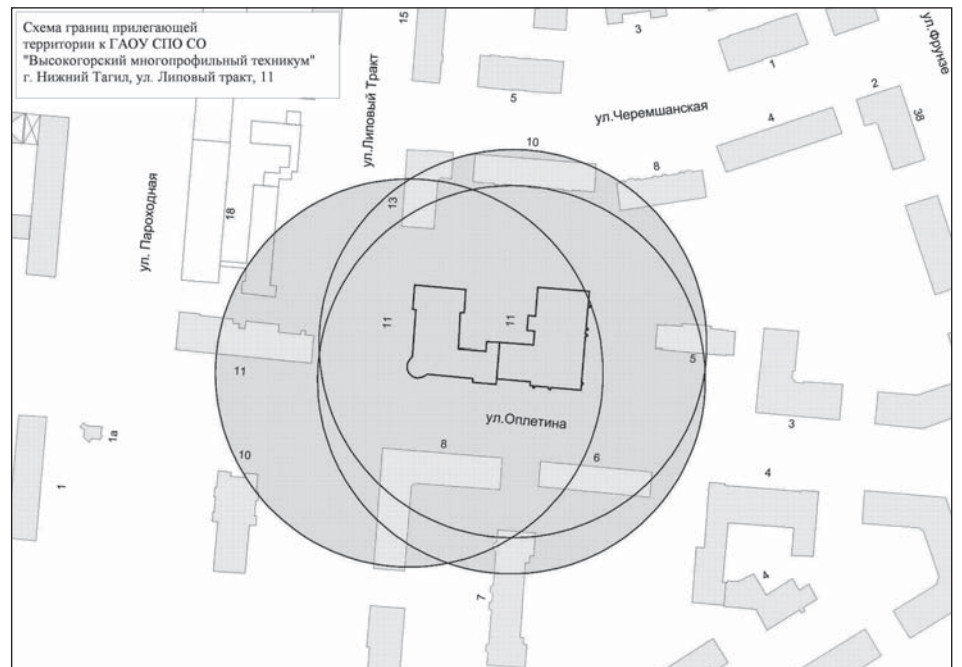 Схема границ прилегающей
территории к ГАОУ СПО СО
"Высокогорский многопрофильный техникум"
г. Нижний Тагил, ул. Липовый тракт, 11
15
3
ул.Фрунзе
1
5
2
38
ул.Липовый Тракт
ул.Черемшанская
4
10
8
13
18
ул. Пароходная
11
11
5
11
3
ул.Оплетина
1а
8
6
10
4
1
4
7